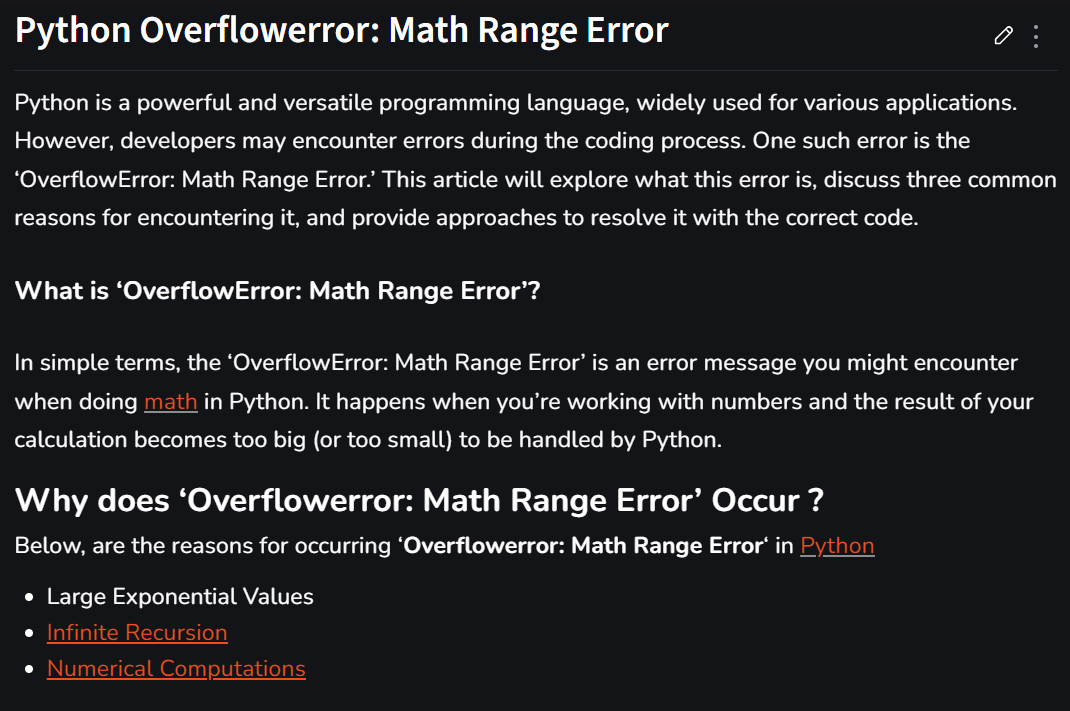 Python Overflowerror: Math Range Error
Python is a powerful and versatile programming language, widely used for various applications.
However, developers may encounter errors during the coding process. One such error is the
‘OverflowError: Math Range Error.’ This article will explore what this error is, discuss three common
reasons for encountering it, and provide approaches to resolve it with the correct code.
What is ‘OverflowError: Math Range Error’?
In simple terms, the ‘OverflowError: Math Range Error’ is an error message you might encounter
when doing math in Python. It happens when you’re working with numbers and the result of your
calculation becomes too big (or too small) to be handled by Python.
Why does ‘Overflowerror: Math Range Error’ Occur ?
Below, are the reasons for occurring ‘Overflowerror: Math Range Error‘ in Python
• Large Exponential Values
• Infinite Recursion
• Numerical Computations